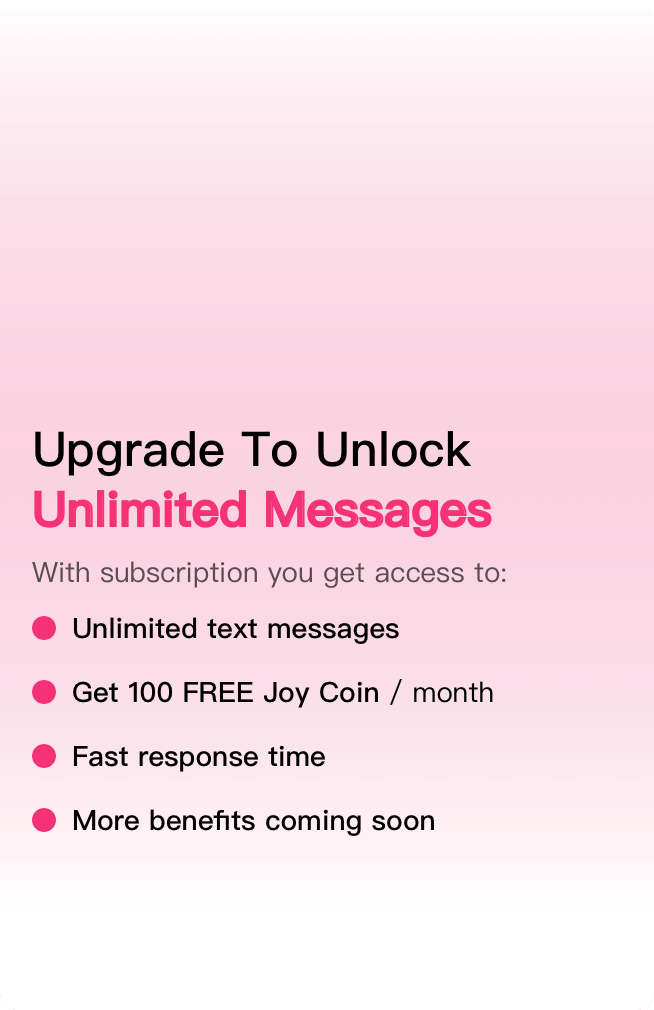 Upgrade To Unlock
Unlimited Messages
With subscription you get access to:
Unlimited text messages
Get 100 FREE Joy Coin / month
Fast response time
More benefits coming soon